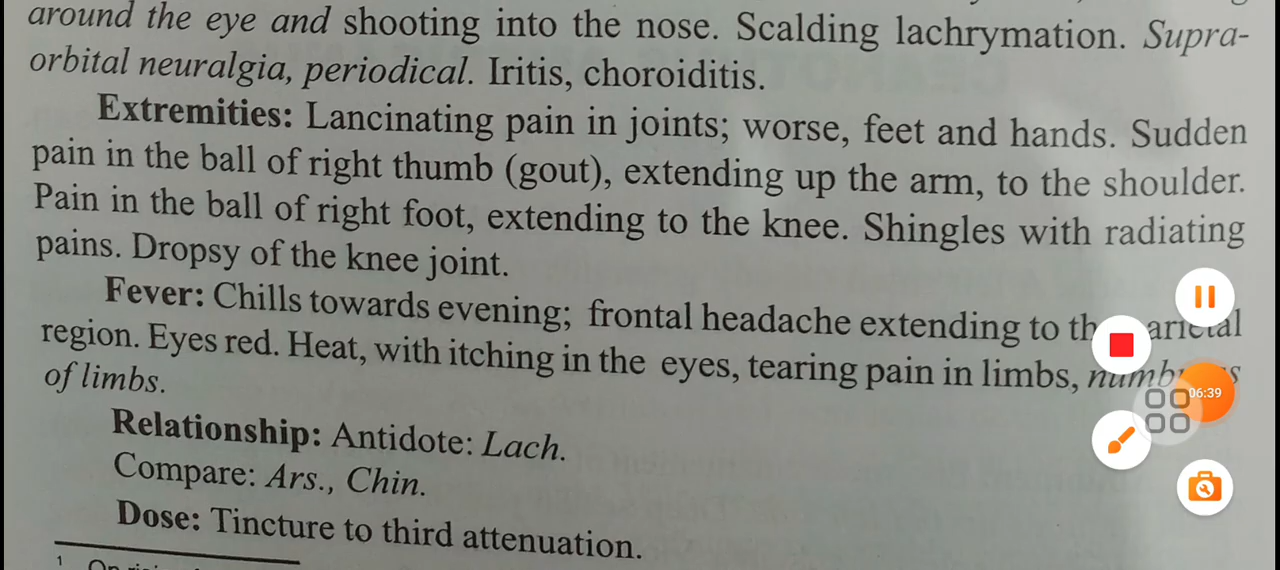 around the eye and shooting into the nose. Scalding lachrymation. Supra-
orbital neuralgia, periodical. Iritis, choroiditis.
Extremities: Lancinating pain in joints; worse, feet and hands. Sudden
pain in the ball of right thumb (gout), extending up the arm, to the shoulder.
Pain in the ball of right foot, extending to the knee. Shingles with radiating
pains. Dropsy of the knee joint.
Fever: Chills towards evening; frontal headache extending to
region. Eyes red. Heat, with itching in the eyes, tearing pain in limbs,
of limbs.
06:39
Relationship: Antidote: Lach.
Compare: Ars., Chin.
Dose: Tincture to third attenuation.
1 On